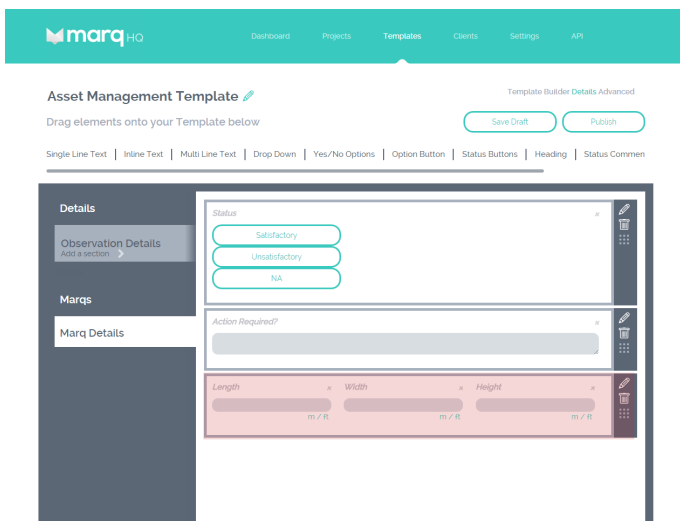 marq HQ
Dashboard Projects Templates Clients Settings API
Asset Management Template
Template Builder Details Advanced
Drag elements onto your Template below
Save Draft Publish
Single Line Text | Inline Text | Multi Line Text | Drop Down | Yes/No Options | Option Button | Status Buttons | Heading | Status Commen
Details
Observation Details
Add a section
Marqs
Marq Details
Status ×
Satisfactory
Unsatisfactory
NA
Action Required? ×
Length × Width × Height ×
m / ft m / ft m / ft